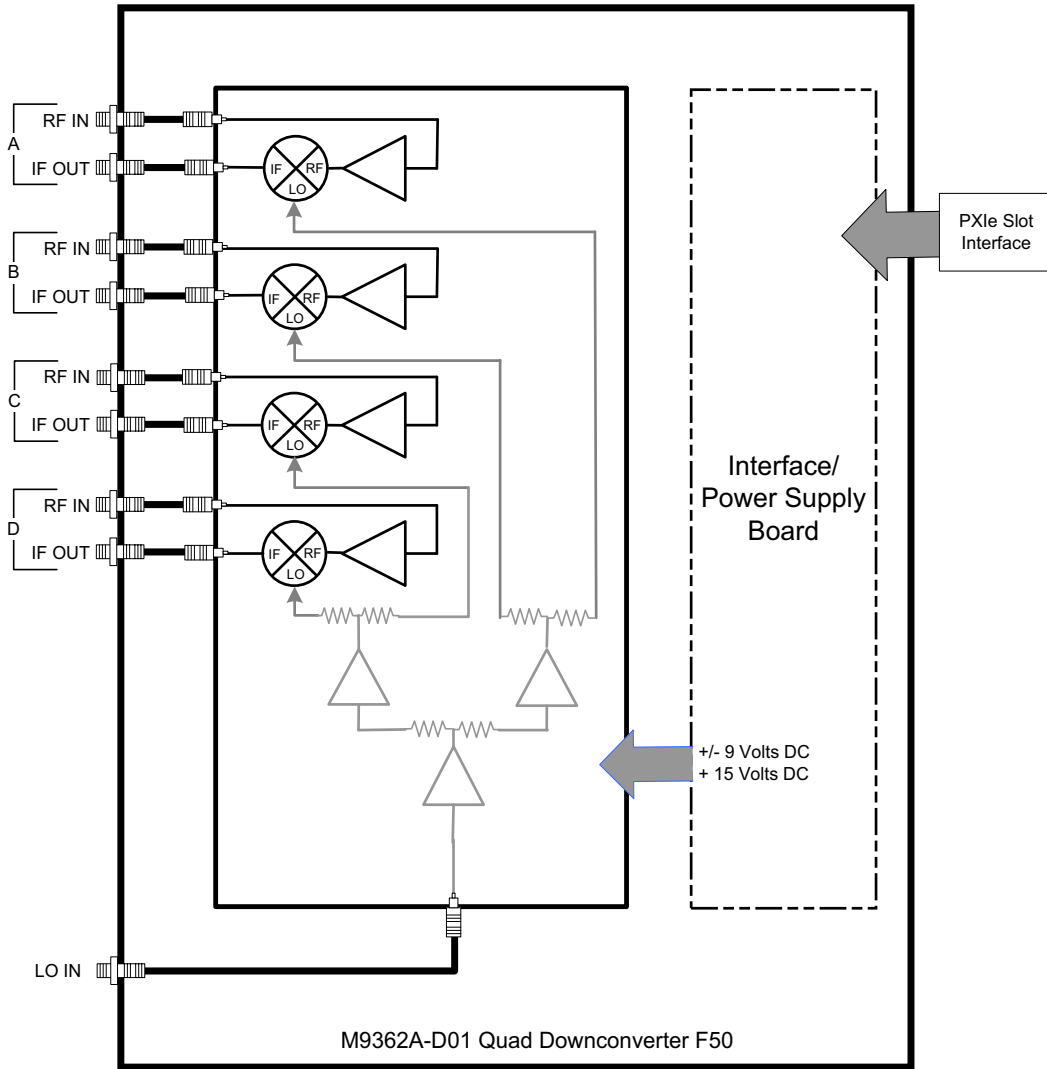 A
RF IN
IF OUT
IF
RF
LO
B
RF IN
IF OUT
IF
RF
LO
C
RF IN
IF OUT
IF
RF
LO
D
RF IN
IF OUT
IF
RF
LO
PXIe Slot
Interface
Interface/
Power Supply
Board
+/- 9 Volts DC
+ 15 Volts DC
LO IN
M9362A-D01 Quad Downconverter F50